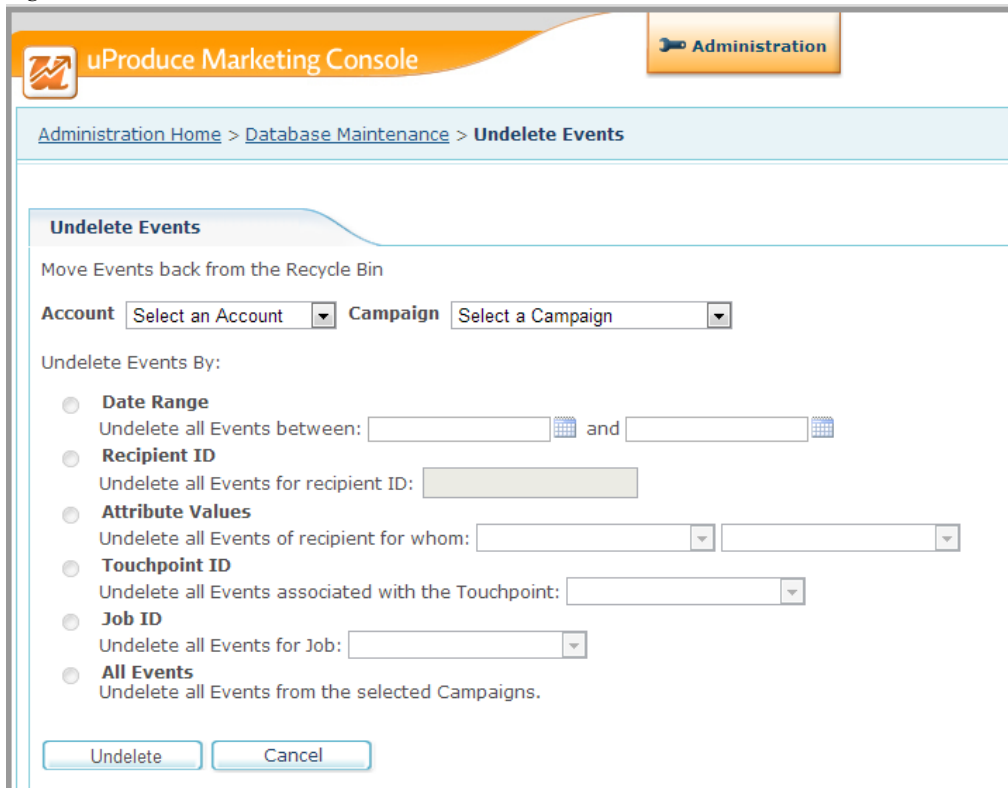 uProduce Marketing Console
Administration
Administration Home > Database Maintenance > Undelete Events
Undelete Events
Move Events back from the Recycle Bin
Account Select an Account Campaign Select a Campaign
Undelete Events By:
Date Range
Undelete all Events between: and
Recipient ID
Undelete all Events for recipient ID:
Attribute Values
Undelete all Events of recipient for whom:
Touchpoint ID
Undelete all Events associated with the Touchpoint:
Job ID
Undelete all Events for Job:
All Events
Undelete all Events from the selected Campaigns.
Undelete Cancel